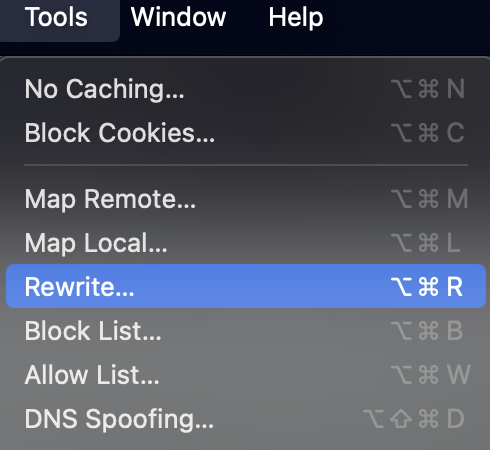 Tools Window Help
No Caching... ⌥⌘N
Block Cookies... ⌥⌘C
Map Remote... ⌥⌘M
Map Local... ⌥⌘L
Rewrite... ⌥⌘R
Block List... ⌥⌘B
Allow List... ⌥⌘W
DNS Spoofing... ⌥⇧⌘D